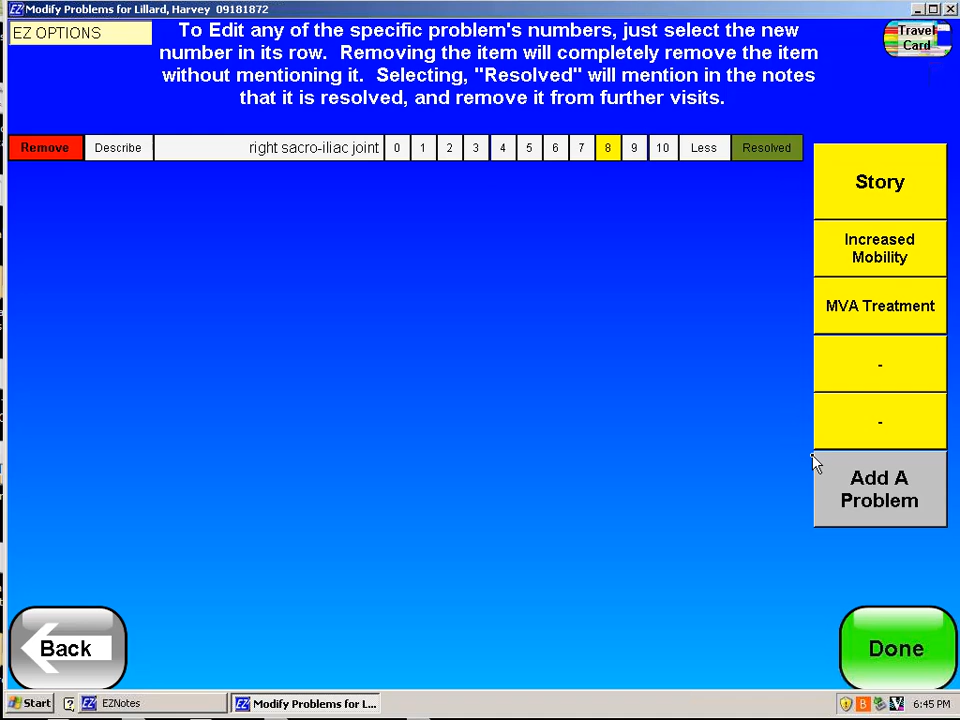 EZ Modify Problems for Lillard, Harvey 09181872
EZ OPTIONS
To Edit any of the specific problem's numbers, just select the new
number in its row. Removing the item will completely remove the item
without mentioning it. Selecting, "Resolved" will mention in the notes
that it is resolved, and remove it from further visits.
Travel
Card
Remove Describe right sacro-iliac joint 0 1 2 3 4 5 6 7 8 9 10 Less Resolved
Story
Increased
Mobility
MVA Treatment
-
-
Add A
Problem
Back
Done
Start ? EZ EZNotes EZ Modify Problems for L... B V 6:45 PM